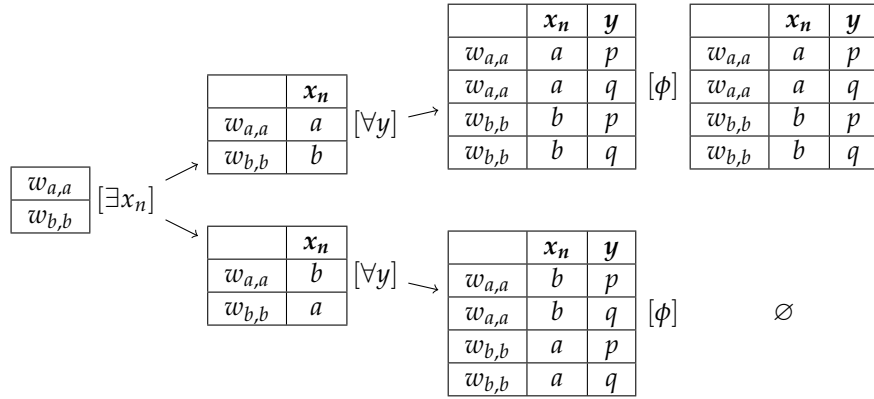 x_n y x_n y
w_{a,a} a p w_{a,a} a p
x_n w_{a,a} a q [ϕ] w_{a,a} a q
w_{a,a} a [∀y] w_{b,b} b p w_{b,b} b p
w_{b,b} b w_{b,b} b q w_{b,b} b q
w_{a,a} [∃x_n]
w_{b,b}
x_n x_n y
w_{a,a} b [∀y] w_{a,a} b p
w_{b,b} a w_{a,a} b q [ϕ] ∅
w_{b,b} a p
w_{b,b} a q